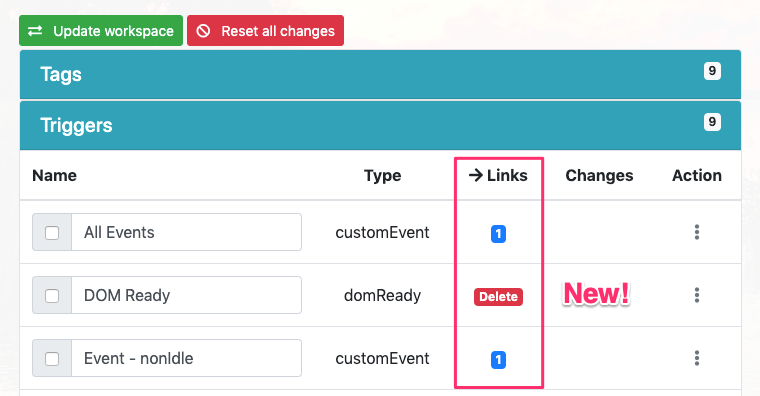 Update workspace Reset all changes
Tags 9
Triggers 9
Name Type → Links Changes Action
All Events customEvent 1
DOM Ready domReady Delete New!
Event - nonIdle customEvent 1